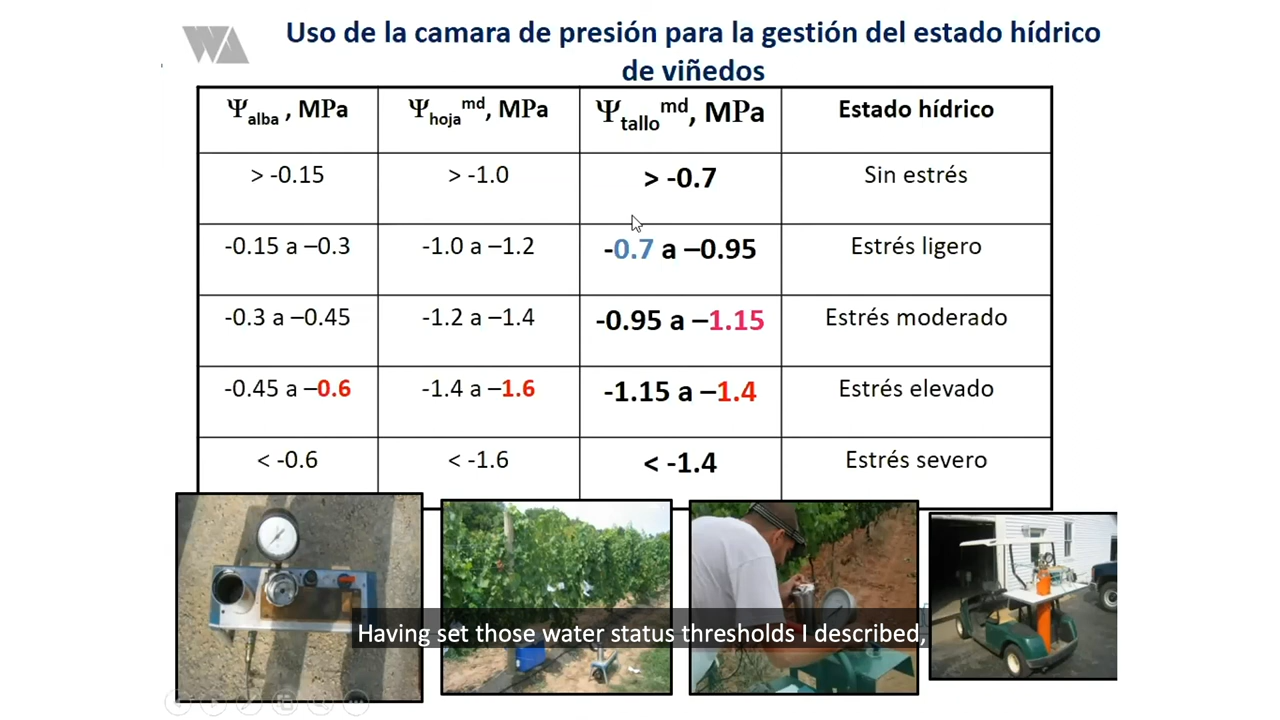 WA
Uso de la camara de presión para la gestión del estado hídrico
de viñedos
Ψalba , MPa Ψhojamd, MPa Ψtallomd, MPa Estado hídrico
> -0.15 > -1.0 > -0.7 Sin estrés
-0.15 a –0.3 -1.0 a –1.2 -0.7 a –0.95 Estrés ligero
-0.3 a –0.45 -1.2 a –1.4 -0.95 a –1.15 Estrés moderado
-0.45 a –0.6 -1.4 a –1.6 -1.15 a –1.4 Estrés elevado
< -0.6 < -1.6 < -1.4 Estrés severo
Having set those water status thresholds I described,